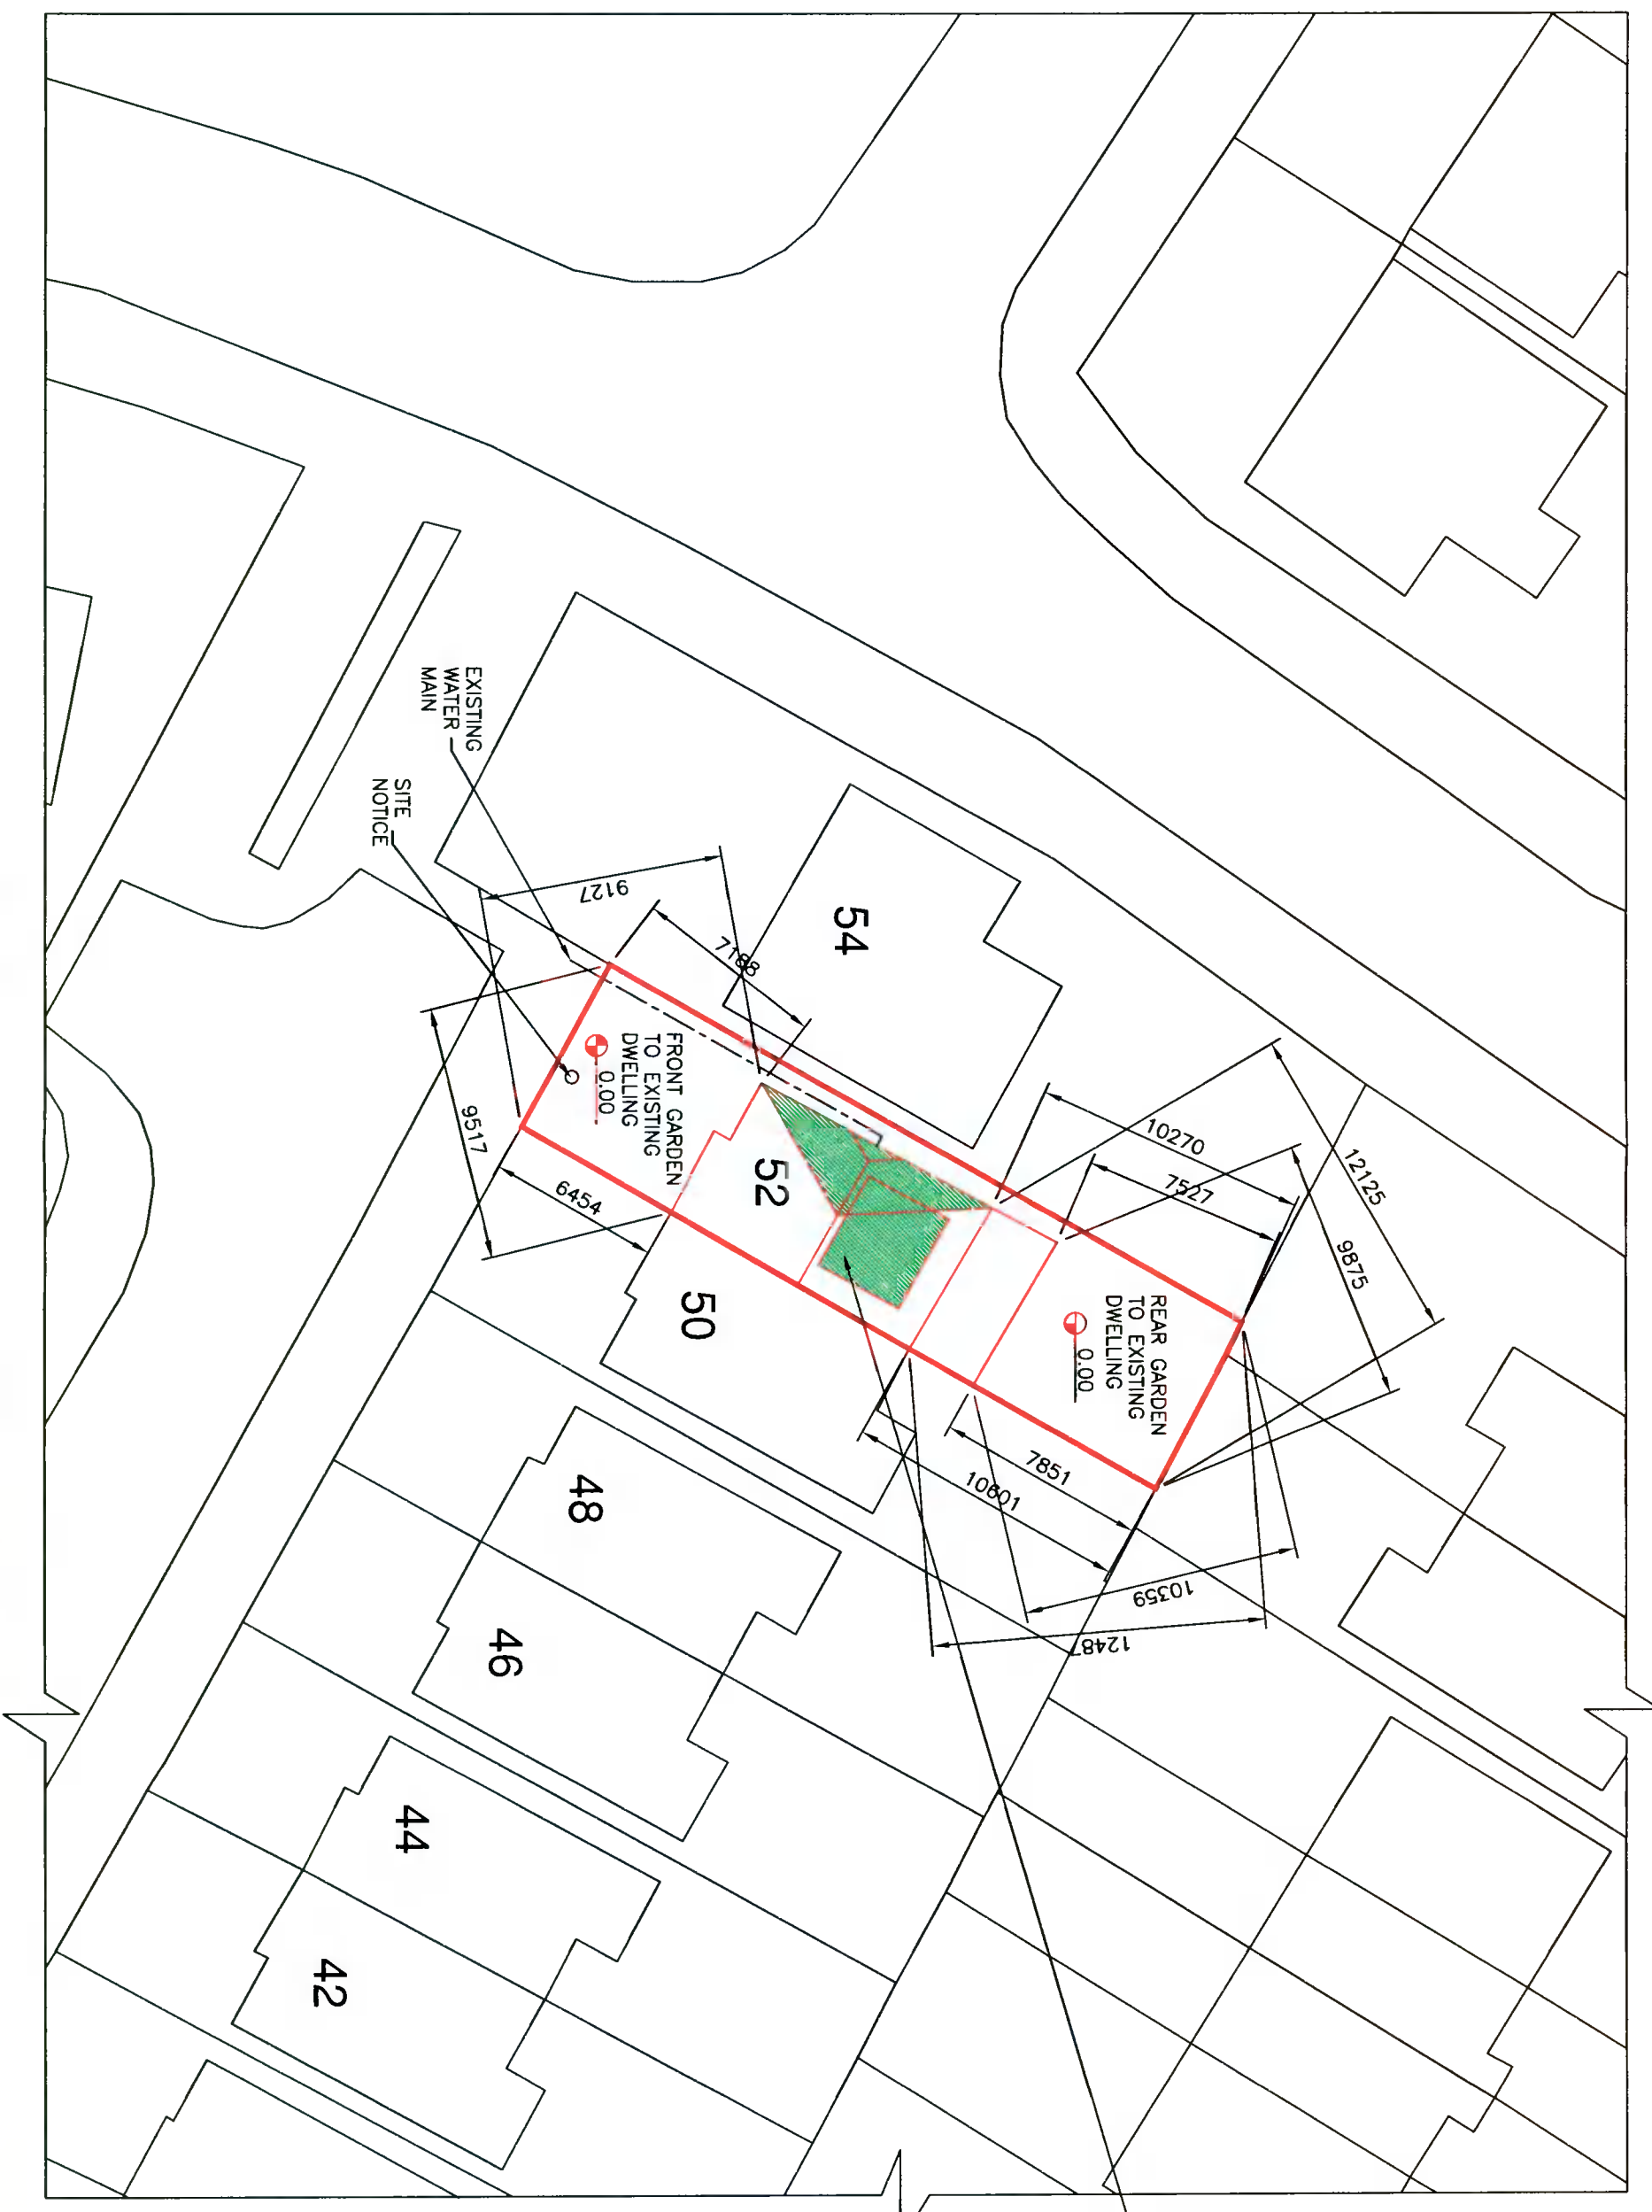 EXISTING
WATER
MAIN
SITE
NOTICE
9127
7188
54
FRONT GARDEN
TO EXISTING
DWELLING
0.00
9517
6454
52
50
10270
7527
12125
9875
REAR GARDEN
TO EXISTING
DWELLING
0.00
7851
10601
10359
12487
48
46
44
42